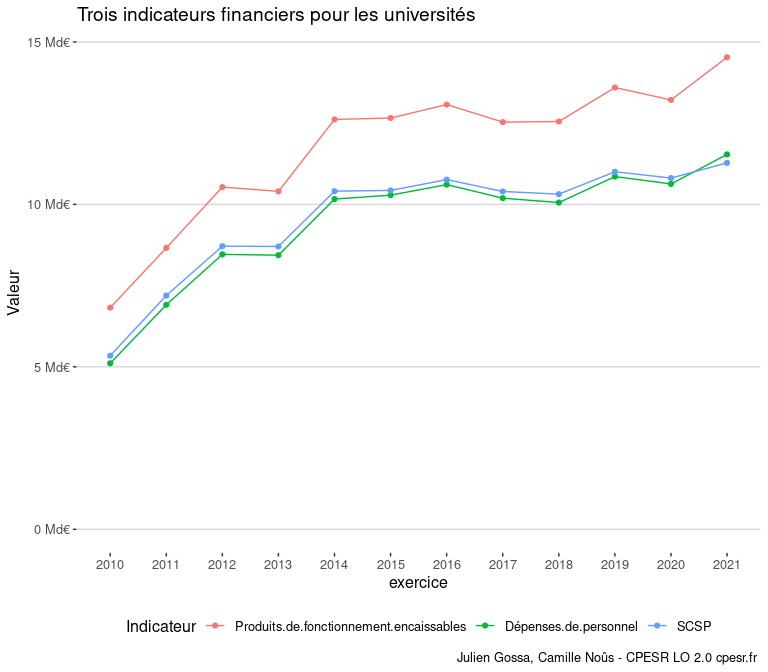 Trois indicateurs financiers pour les universités
15 Md€
10 Md€
5 Md€
0 Md€
Valeur
2010 2011 2012 2013 2014 2015 2016 2017 2018 2019 2020 2021
exercice
Indicateur Produits.de.fonctionnement.encaissables Dépenses.de.personnel SCSP
Julien Gossa, Camille Noûs - CPESR LO 2.0 cpesr.fr